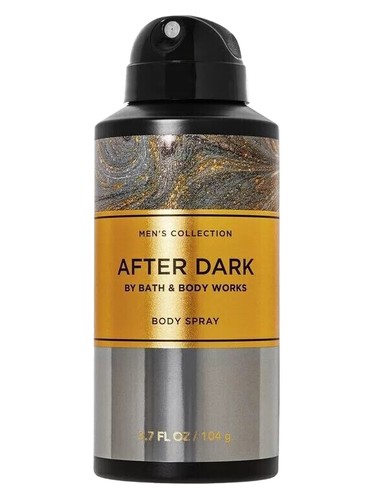 MEN'S COLLECTION
AFTER DARK
BY BATH & BODY WORKS
BODY SPRAY
3.7 FL OZ / 104 g